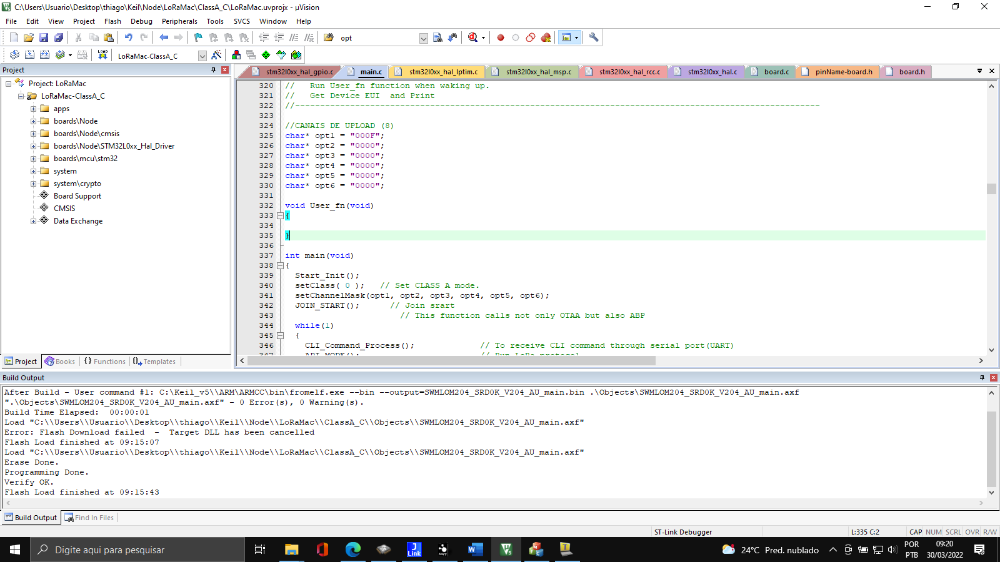 C:\Users\Usuario\Desktop\thiago\Keil\Node\LoRaMac\ClassA_C\LoRaMac.uvprojx - µVision
File Edit View Project Flash Debug Peripherals Tools SVCS Window Help
opt
LOAD LoRaMac-ClassA_C
Project
Project: LoRaMac
LoRaMac-ClassA_C
apps
boards\Node
boards\Node\cmsis
boards\Node\STM32L0xx_Hal_Driver
boards\mcu\stm32
system
system\crypto
Board Support
CMSIS
Data Exchange
Project Books {} Functions Templates
stm32l0xx_hal_gpio.c main.c stm32l0xx_hal_lptim.c stm32l0xx_hal_msp.c stm32l0xx_hal_rcc.c stm32l0xx_hal.c board.c pinName-board.h board.h
320 //   Run User_fn function when waking up.
321 //   Get Device EUI  and Print
322 //---------------------------------------------------------------------------------------------------------
323
324 //CANAIS DE UPLOAD (8)
325 char* opt1 = "000F";
326 char* opt2 = "0000";
327 char* opt3 = "0000";
328 char* opt4 = "0000";
329 char* opt5 = "0000";
330 char* opt6 = "0000";
331
332 void User_fn(void)
333 {
334
335 }
336
337 int main(void)
338 {
339   Start_Init();
340   setClass( 0 );   // Set CLASS A mode.
341   setChannelMask(opt1, opt2, opt3, opt4, opt5, opt6);
342   JOIN_START();      // Join srart
343                        // This function calls not only OTAA but also ABP
344   while(1)
345   {
346     CLI_Command_Process();             // To receive CLI command through serial port(UART)
347     API_MODE();                        // Run LoRa protocol
Build Output
After Build - User command #1: C:\Keil_v5\\ARM\ARMCC\bin\fromelf.exe --bin --output=SWMLOM204_SRD0K_V204_AU_main.bin .\Objects\SWMLOM204_SRD0K_V204_AU_main.axf
".\Objects\SWMLOM204_SRD0K_V204_AU_main.axf" - 0 Error(s), 0 Warning(s).
Build Time Elapsed:  00:00:01
Load "C:\\Users\\Usuario\\Desktop\\thiago\\Keil\\Node\\LoRaMac\\ClassA_C\\Objects\\SWMLOM204_SRD0K_V204_AU_main.axf"
Error: Flash Download failed  -  Target DLL has been cancelled
Flash Load finished at 09:15:07
Load "C:\\Users\\Usuario\\Desktop\\thiago\\Keil\\Node\\LoRaMac\\ClassA_C\\Objects\\SWMLOM204_SRD0K_V204_AU_main.axf"
Erase Done.
Programming Done.
Verify OK.
Flash Load finished at 09:15:43
Build Output Find In Files
ST-Link Debugger L:335 C:2 CAP NUM SCRL OVR R/W
Digite aqui para pesquisar
J Link
24°C Pred. nublado
POR
PTB
09:20
30/03/2022